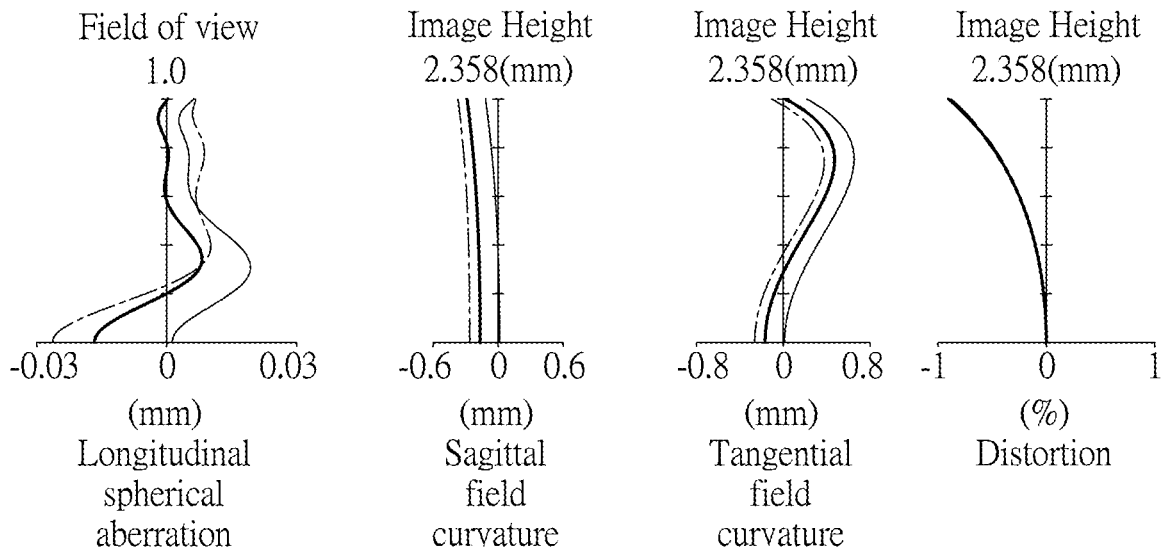 Field of view
1.0
-0.03 0 0.03
(mm)
Longitudinal
spherical
aberration
Image Height
2.358(mm)
-0.6 0 0.6
(mm)
Sagittal
field
curvature
Image Height
2.358(mm)
-0.8 0 0.8
(mm)
Tangential
field
curvature
Image Height
2.358(mm)
-1 0 1
(%)
Distortion